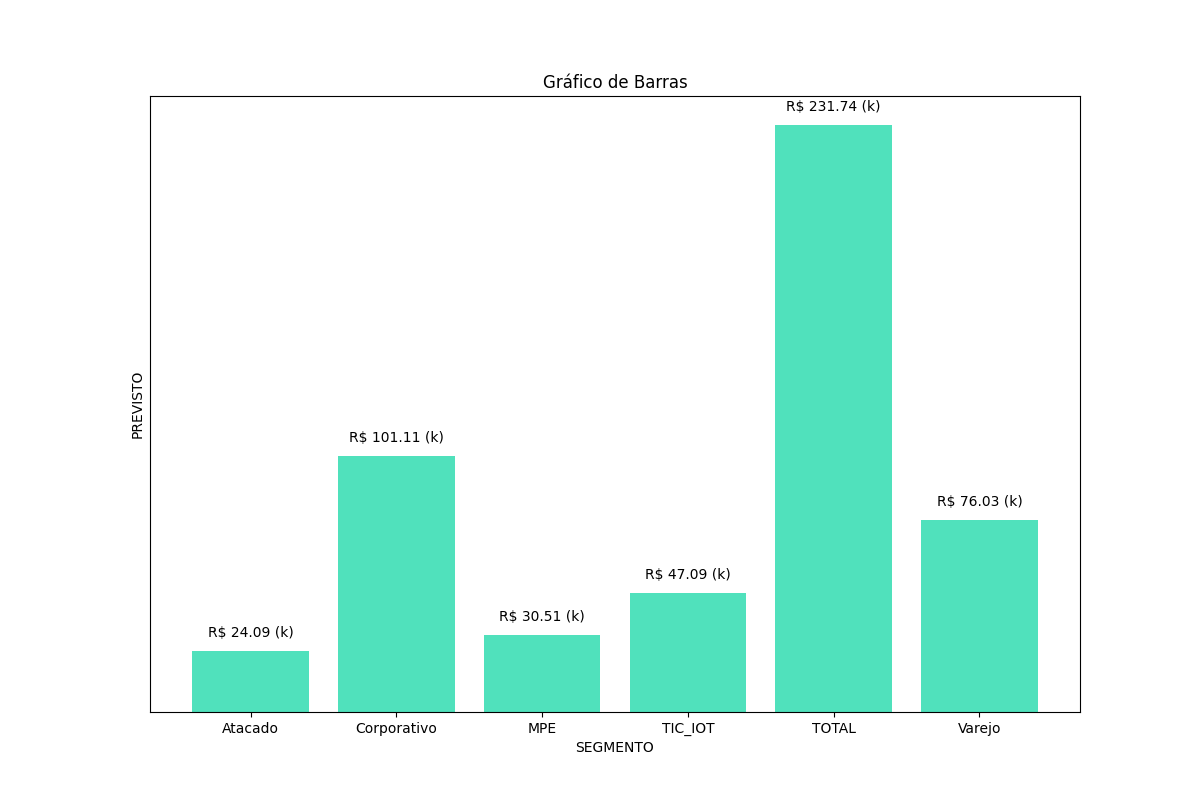 Gráfico de Barras
R$ 231.74 (k)
R$ 101.11 (k)
R$ 76.03 (k)
R$ 47.09 (k)
R$ 30.51 (k)
R$ 24.09 (k)
PREVISTO
Atacado Corporativo MPE TIC_IOT TOTAL Varejo
SEGMENTO